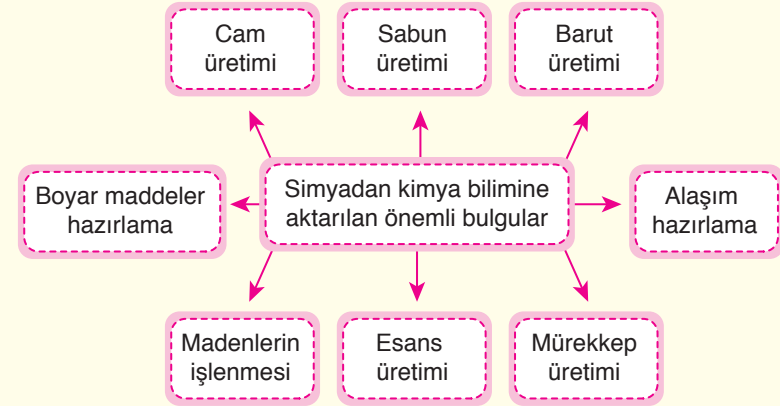 Cam
üretimi
Sabun
üretimi
Barut
üretimi
Boyar maddeler
hazırlama
Simyadan kimya bilimine
aktarılan önemli bulgular
Alaşım
hazırlama
Madenlerin
işlenmesi
Esans
üretimi
Mürekkep
üretimi